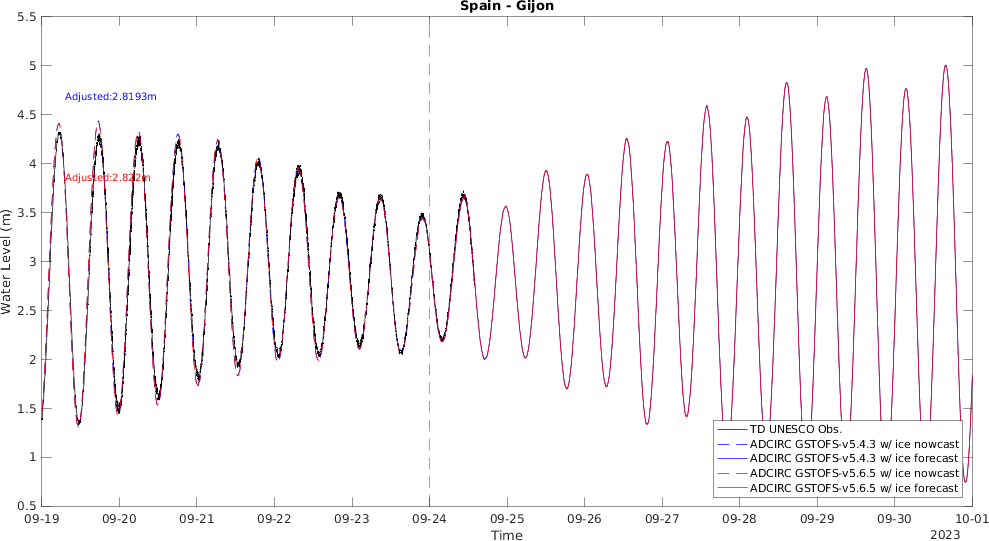 Spain - Gijon
5.5
5
4.5
4
3.5
3
2.5
2
1.5
1
0.5
Water Level (m)
Adjusted:2.8193m
Adjusted:2.822m
TD UNESCO Obs.
ADCIRC GSTOFS-v5.4.3 w/ ice nowcast
ADCIRC GSTOFS-v5.4.3 w/ ice forecast
ADCIRC GSTOFS-v5.6.5 w/ ice nowcast
ADCIRC GSTOFS-v5.6.5 w/ ice forecast
09-19 09-20 09-21 09-22 09-23 09-24 09-25 09-26 09-27 09-28 09-29 09-30 10-01
Time
2023